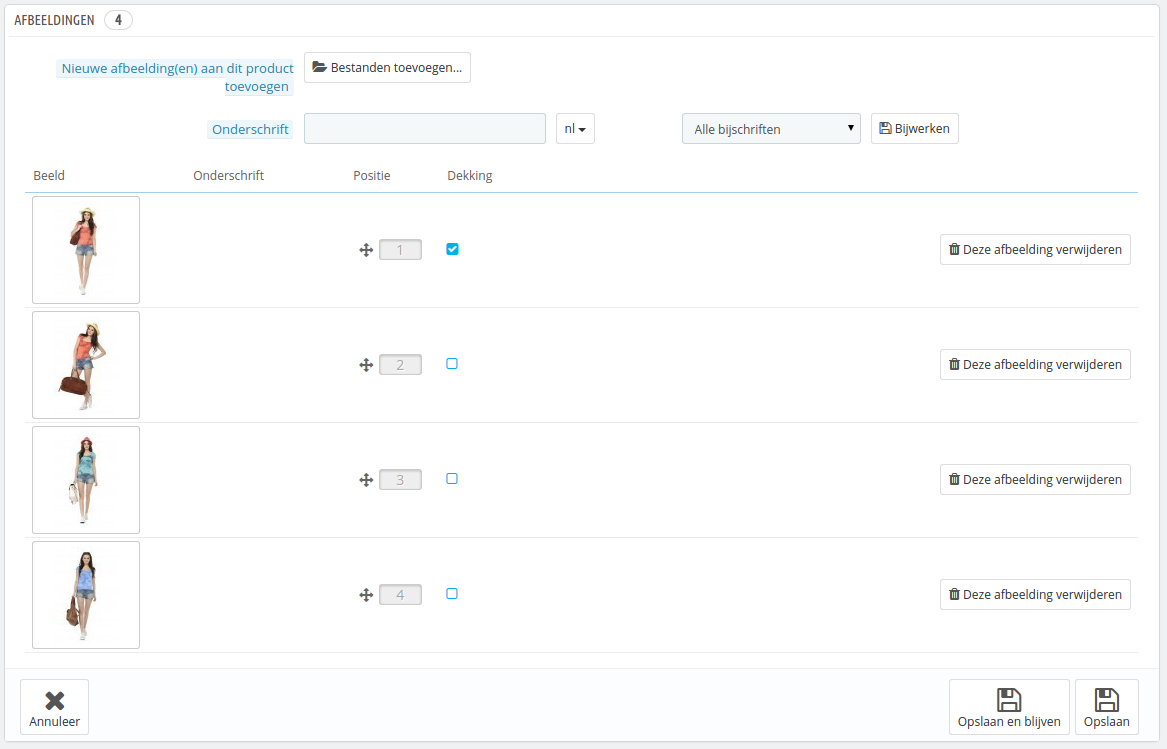 AFBEELDINGEN 4
Nieuwe afbeelding(en) aan dit product
toevoegen
Bestanden toevoegen...
Onderschrift nl Alle bijschriften Bijwerken
Beeld Onderschrift Positie Dekking
1 Deze afbeelding verwijderen
2 Deze afbeelding verwijderen
3 Deze afbeelding verwijderen
4 Deze afbeelding verwijderen
Annuleer Opslaan en blijven Opslaan